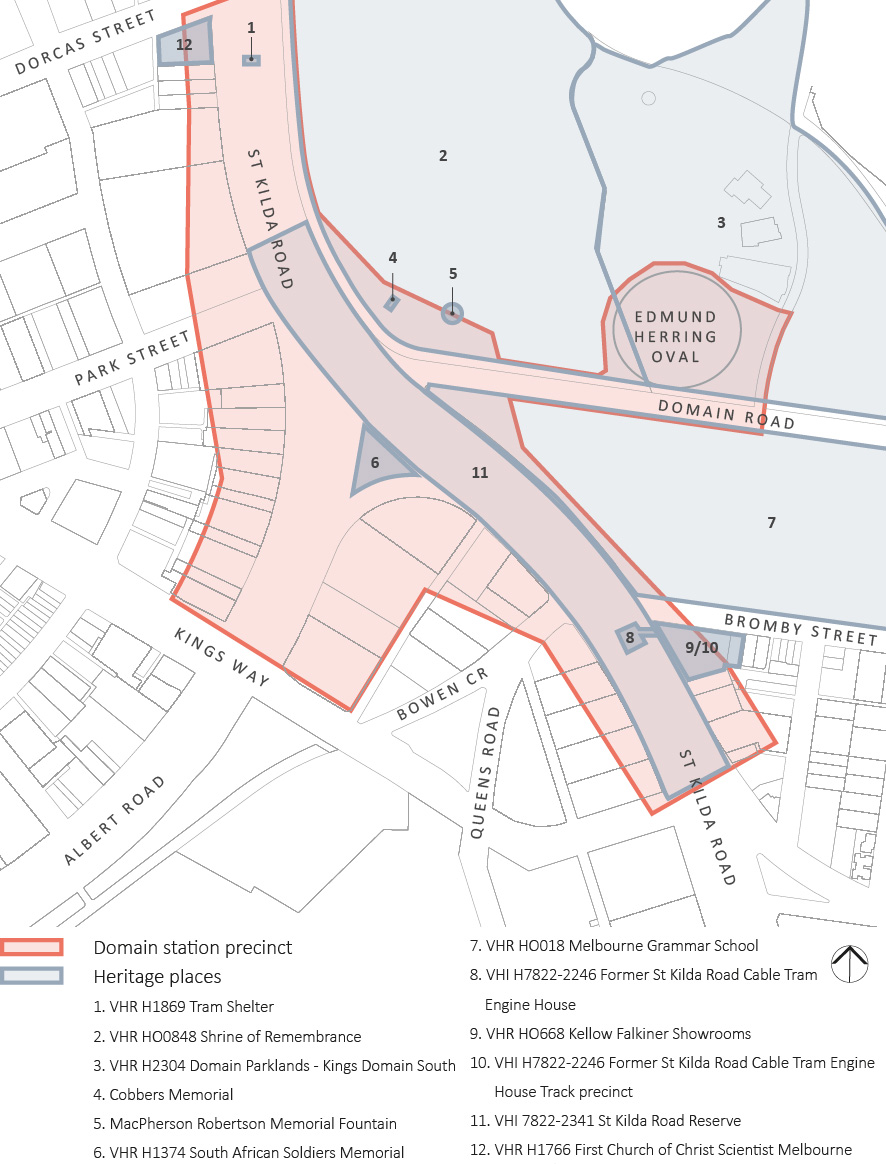 DORCAS STREET
12
1
2
ST KILDA ROAD
3
4
5
EDMUND
HERRING
OVAL
PARK STREET
DOMAIN ROAD
6
11
7
8
9/10
BROMBY STREET
KINGS WAY
BOWEN CR
QUEENS ROAD
ALBERT ROAD
ST KILDA ROAD
Domain station precinct
Heritage places
1. VHR H1869 Tram Shelter
2. VHR HO0848 Shrine of Remembrance
3. VHR H2304 Domain Parklands - Kings Domain South
4. Cobbers Memorial
5. MacPherson Robertson Memorial Fountain
6. VHR H1374 South African Soldiers Memorial
7. VHR HO018 Melbourne Grammar School
8. VHI H7822-2246 Former St Kilda Road Cable Tram
Engine House
9. VHR HO668 Kellow Falkiner Showrooms
10. VHI H7822-2246 Former St Kilda Road Cable Tram Engine
House Track precinct
11. VHI 7822-2341 St Kilda Road Reserve
12. VHR H1766 First Church of Christ Scientist Melbourne